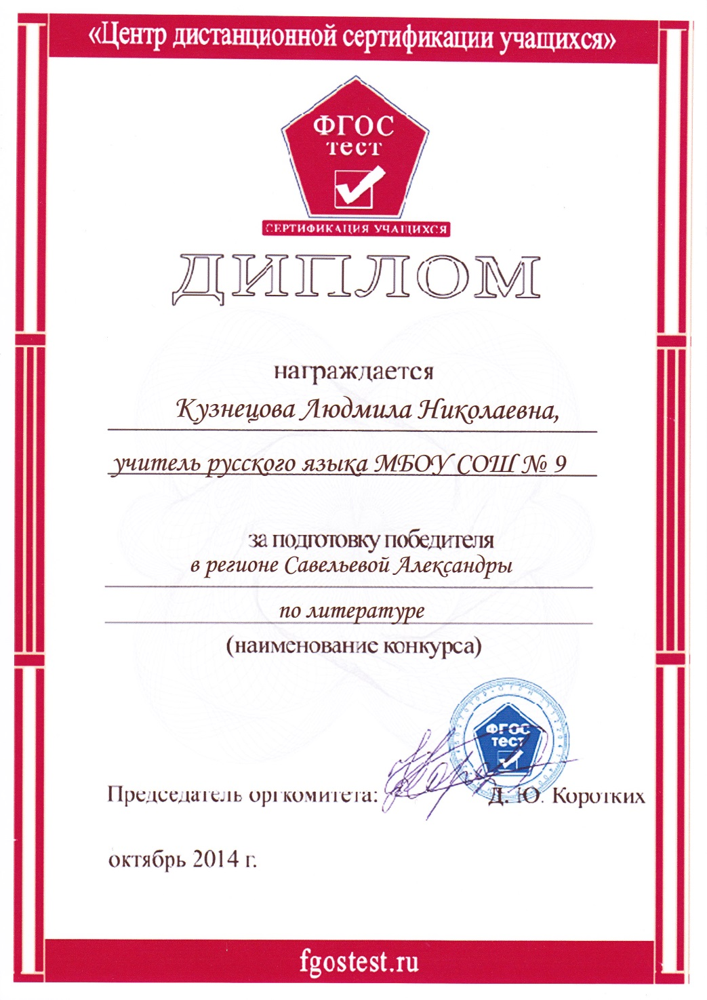 «Центр дистанционной сертификации учащихся»
ФГОС
тест
СЕРТИФИКАЦИЯ УЧАЩИХСЯ
ДИПЛОМ
награждается
Кузнецова Людмила Николаевна,
учитель русского языка МБОУ СОШ № 9
за подготовку победителя
в регионе Савельевой Александры
по литературе
(наименование конкурса)
ФГОС
тест
Председатель оргкомитета: Д. Ю. Коротких
октябрь 2014 г.
fgostest.ru